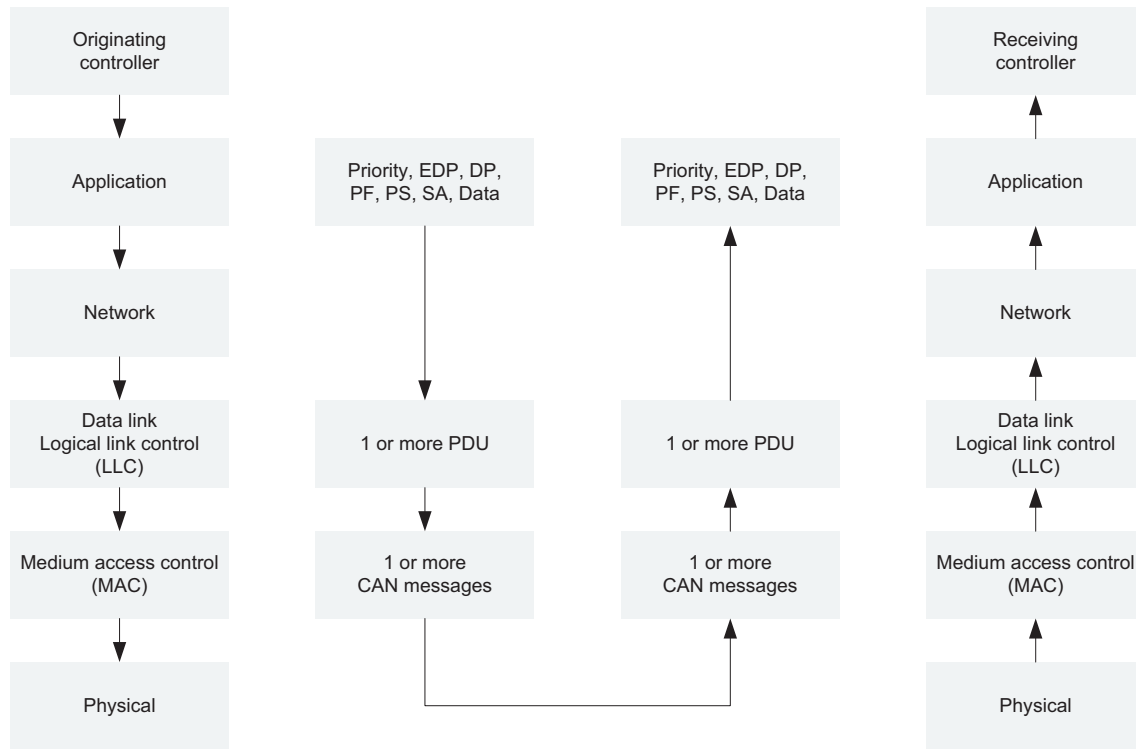 Originating
controller
Receiving
controller
Application
Priority, EDP, DP,
PF, PS, SA, Data
Priority, EDP, DP,
PF, PS, SA, Data
Application
Network
Network
Data link
Logical link control
(LLC)
1 or more PDU
1 or more PDU
Data link
Logical link control
(LLC)
Medium access control
(MAC)
1 or more
CAN messages
1 or more
CAN messages
Medium access control
(MAC)
Physical
Physical